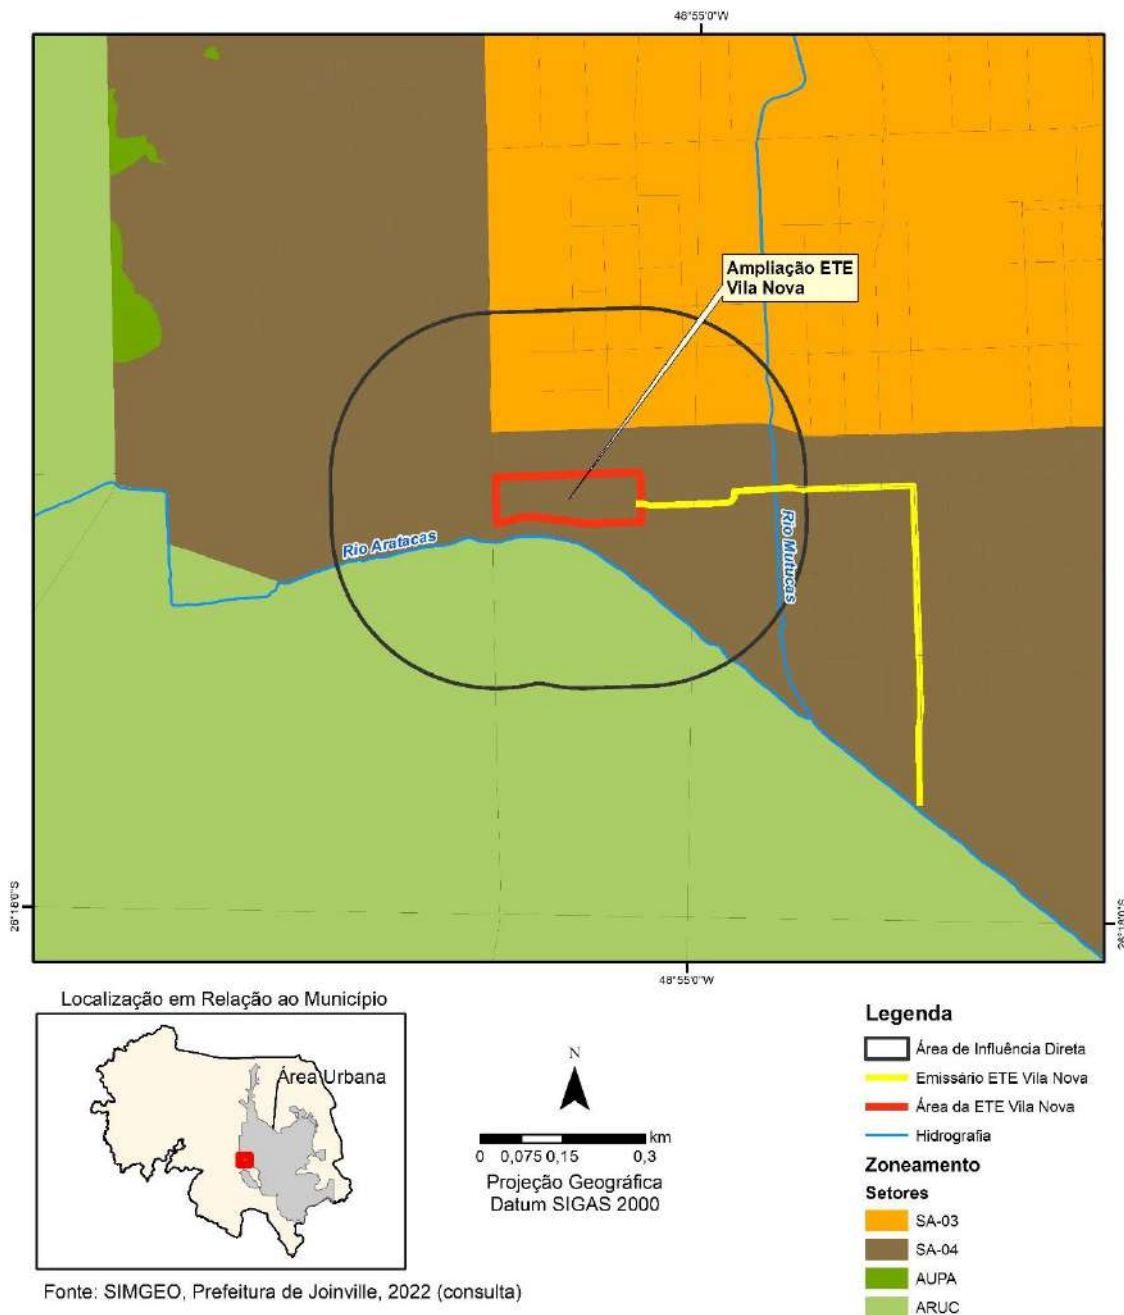 48°55'0"W
Ampliação ETE
Vila Nova
Rio Aratacas
Rio Mutucas
26°18'0"S
26°18'0"S
48°55'0"W
Localização em Relação ao Município
Área Urbana
N
km
0 0,075 0,15 0,3
Projeção Geográfica
Datum SIGAS 2000
Legenda
Área de Influência Direta
Emissário ETE Vila Nova
Área da ETE Vila Nova
Hidrografia
Zoneamento
Setores
SA-03
SA-04
AUPA
ARUC
Fonte: SIMGEO, Prefeitura de Joinville, 2022 (consulta)